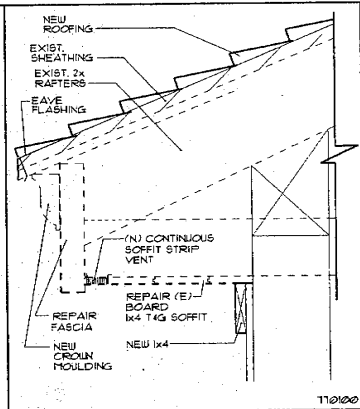 NEW
ROOFING
EXIST.
SHEATHING
EXIST. 2x
RAFTERS
EAVE
FLASHING
(N) CONTINUOUS
SOFFIT STRIP
VENT
REPAIR (E)
BOARD
1x4 T&G SOFFIT
REPAIR
FASCIA
NEW 1x4
NEW
CROWN
MOULDING
110100